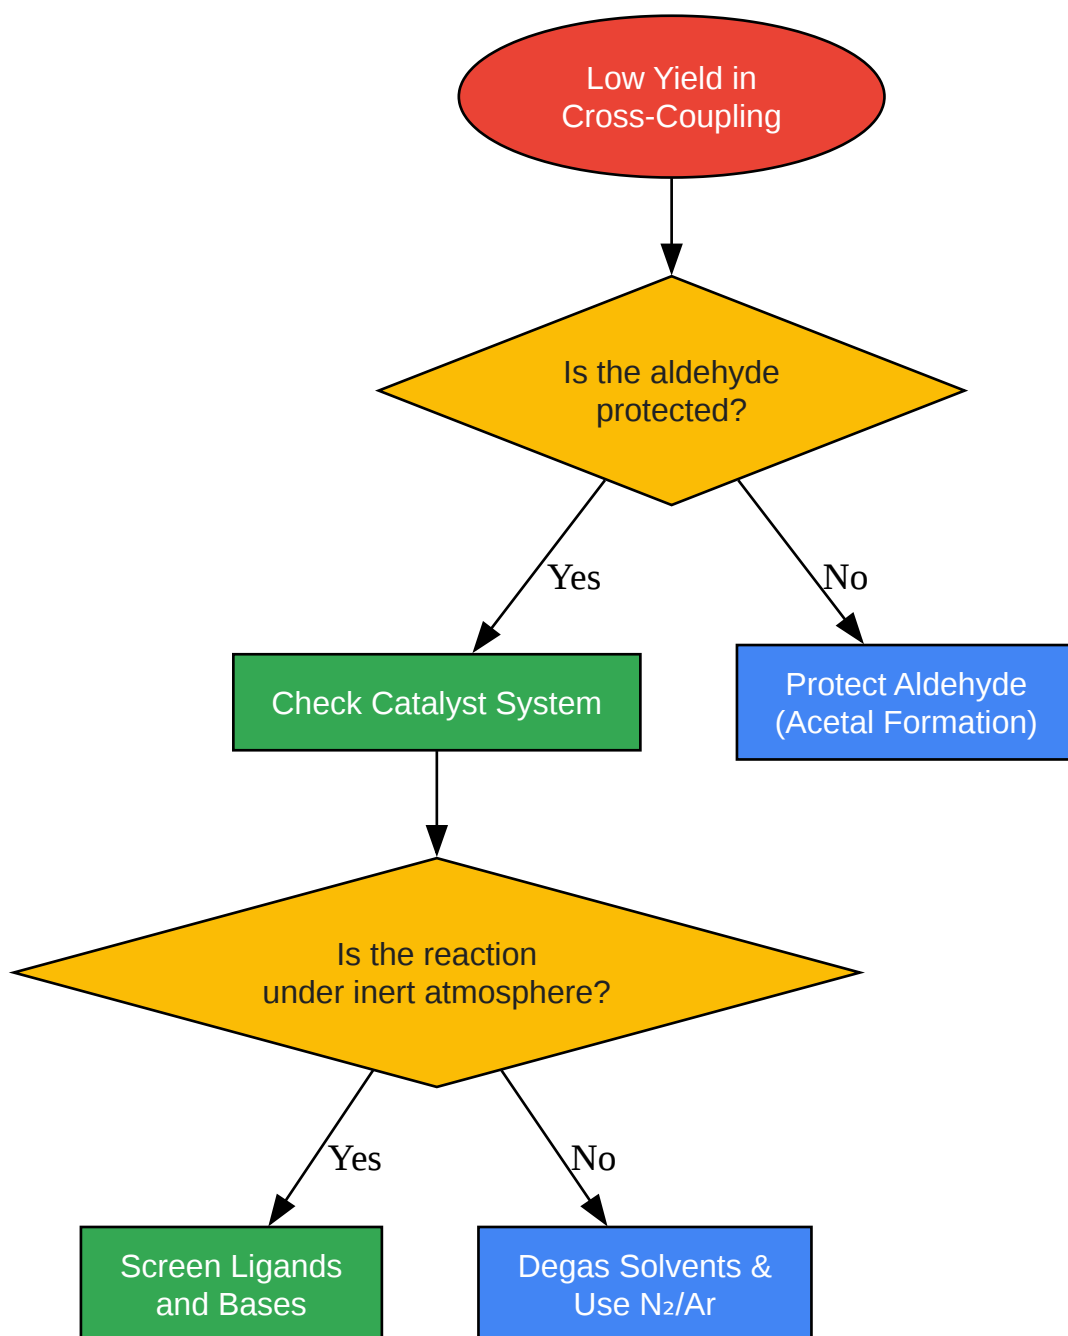 Low Yield in
Cross-Coupling
Is the aldehyde
protected?
Yes
No
Check Catalyst System
Protect Aldehyde
(Acetal Formation)
Is the reaction
under inert atmosphere?
Yes
No
Screen Ligands
and Bases
Degas Solvents &
Use N₂/Ar